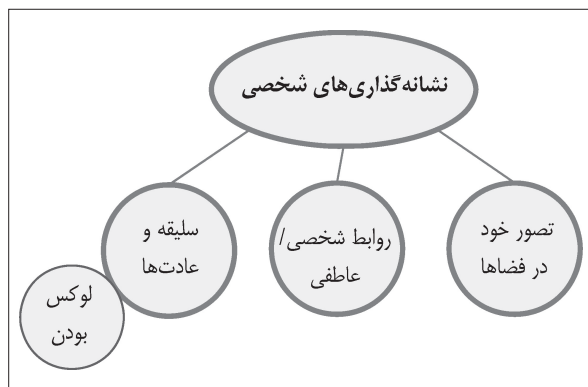 نشانه‌گذاری‌های شخصی
تصور خود
در فضاها
روابط شخصی/
عاطفی
سلیقه و
عادت‌ها
لوکس
بودن